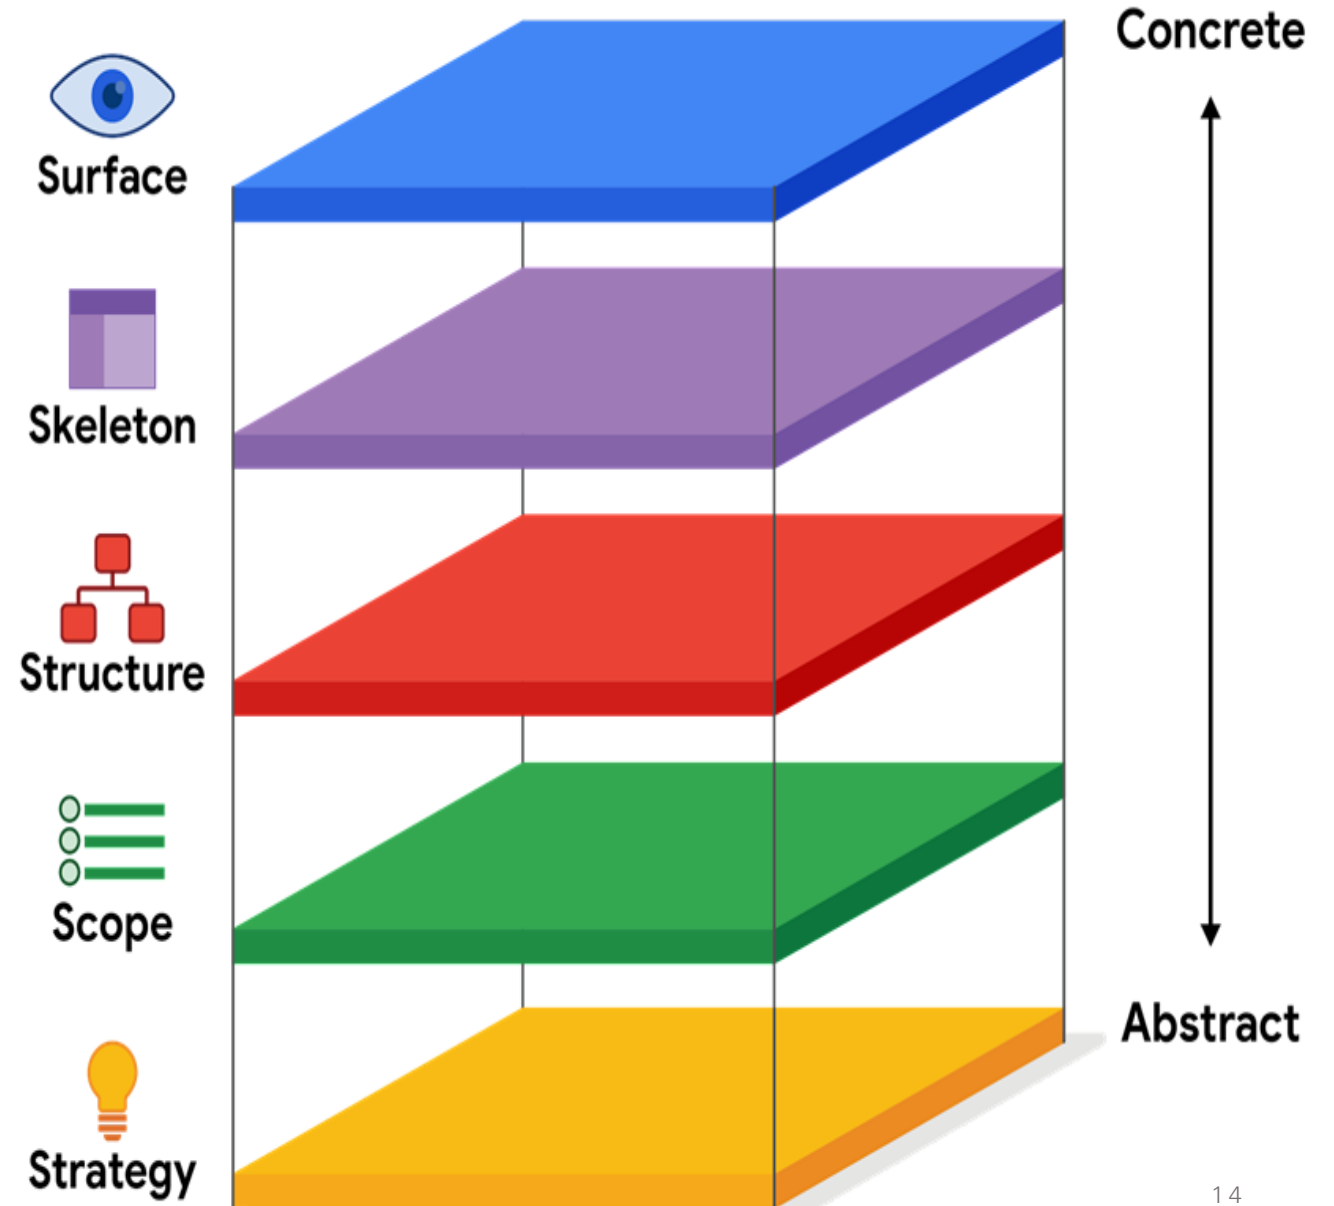 Concrete
Surface
Skeleton
Structure
Scope
Abstract
Strategy
14